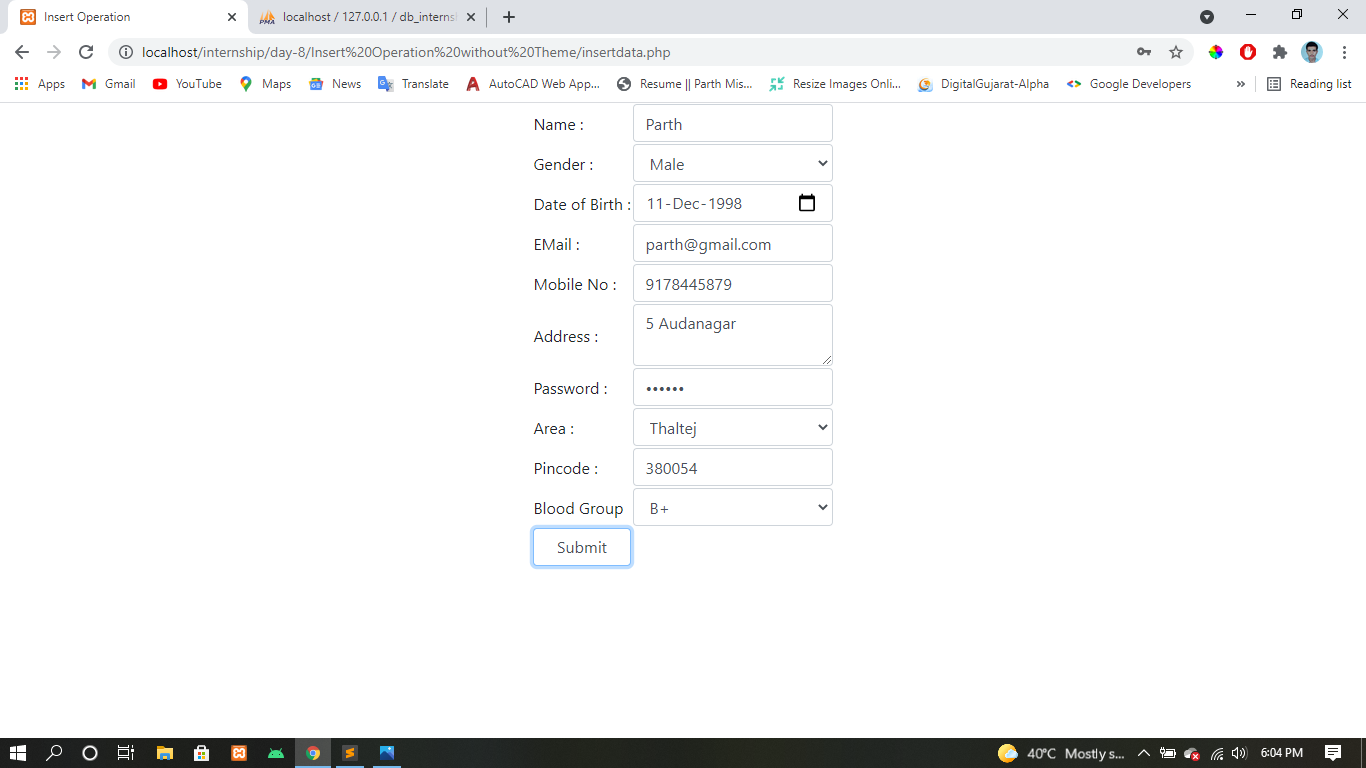 Insert Operation
localhost / 127.0.0.1 / db_interns
localhost/internship/day-8/Insert%20Operation%20without%20Theme/insertdata.php
Apps Gmail YouTube Maps News Translate AutoCAD Web App... Resume || Parth Mis... Resize Images Onli... DigitalGujarat-Alpha Google Developers » Reading list
Name : Parth
Gender : Male
Date of Birth : 11-Dec-1998
EMail : parth@gmail.com
Mobile No : 9178445879
Address : 5 Audanagar
Password : ••••••
Area : Thaltej
Pincode : 380054
Blood Group B+
Submit
40°C Mostly s... 6:04 PM